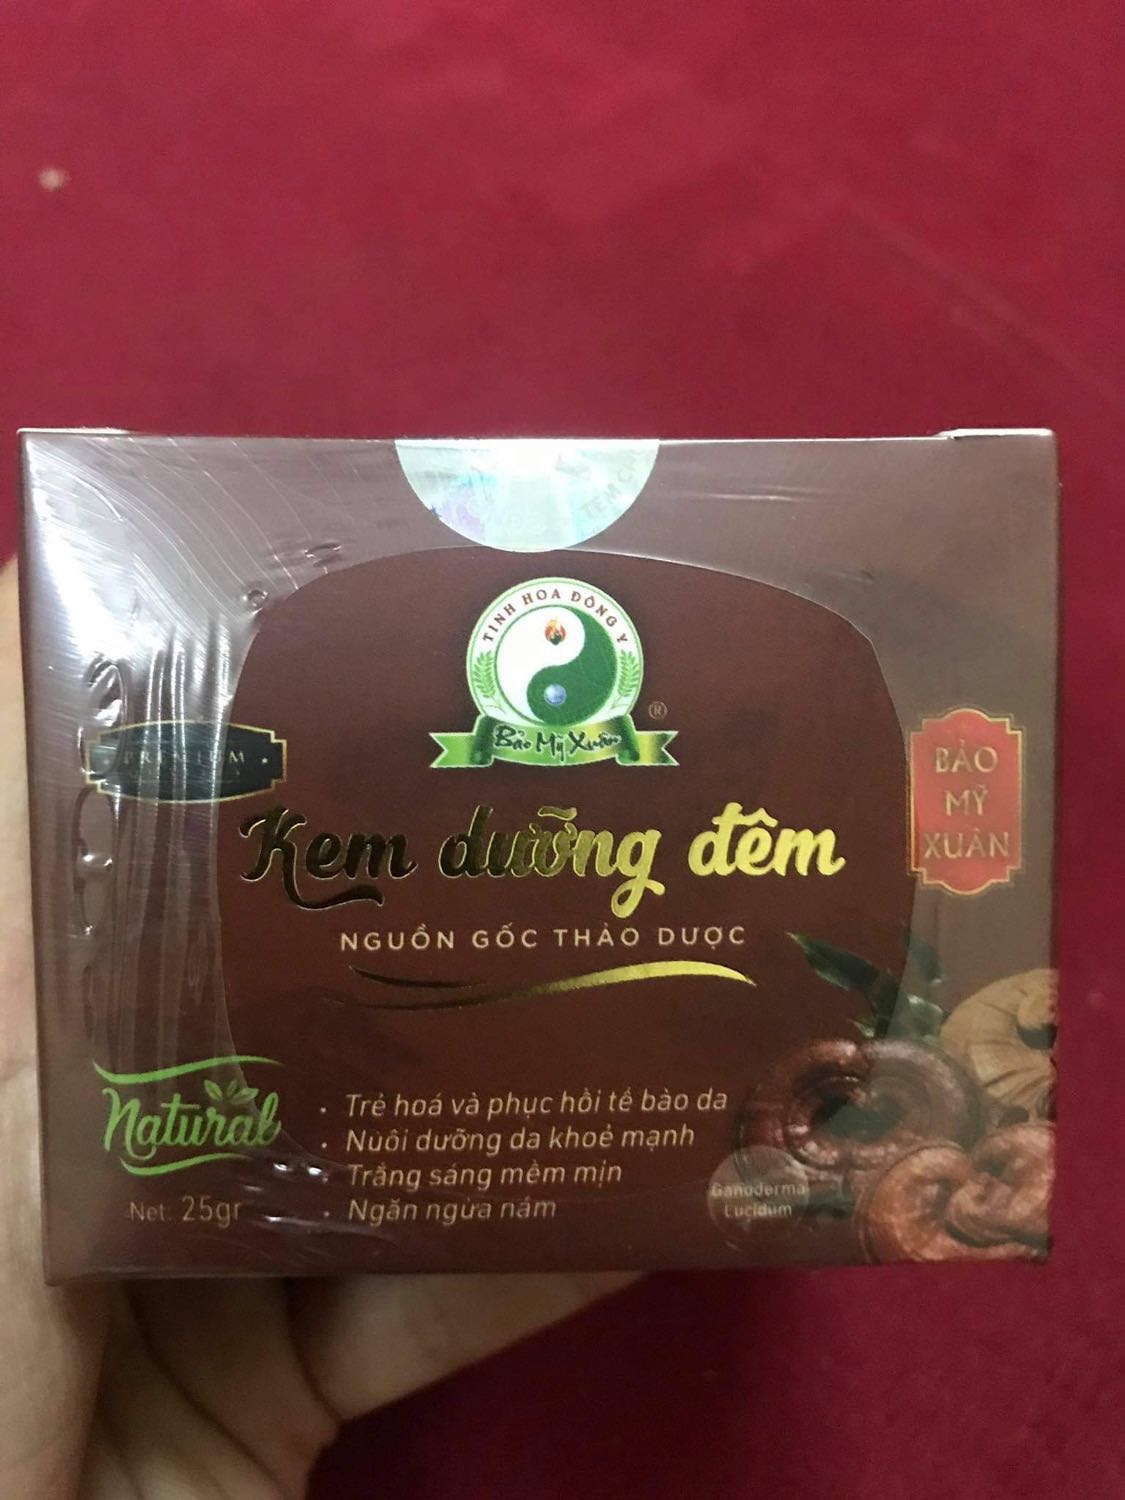 TEM C
TINH HOA ĐÔNG Y
®
Bảo Mỹ Xuân
PREMIUM
BẢO
MỸ
XUÂN
Kem dưỡng đêm
NGUỒN GỐC THẢO DƯỢC
Natural
Net: 25gr
• Trẻ hoá và phục hồi tế bào da
• Nuôi dưỡng da khoẻ mạnh
• Trắng sáng mềm mịn
• Ngăn ngừa nám
Ganoderma
Lucidum